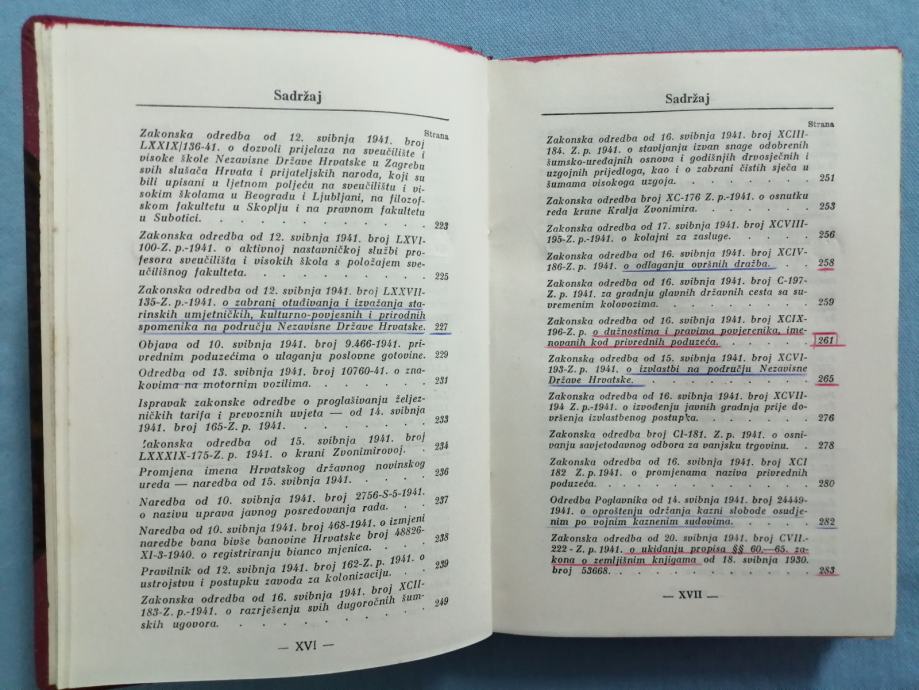 Sadržaj
Strana
Zakonska odredba od 12. svibnja 1941. broj
LXXIX|136-41. o dozvoli prijelaza na sveučilište i
visoke škole Nezavisne Države Hrvatske u Zagrebu
svih slušača Hrvata i prijateljskih naroda, koji su
bili upisani u ljetnom poljeću na sveučilištu i vi-
sokim školama u Beogradu i Ljubljani, na filozof-
skom fakultetu u Skoplju i na pravnom fakultetu
u Subotici. . . . . . . . . . . 223
Zakonska odredba od 12. svibnja 1941. broj LXVI-
100-Z. p.-1941. o aktivnoj nastavničkoj službi pro-
fesora sveučilišta i visokih škola s položajem sve-
učilišnog fakulteta. . . . . . . . . 225
Zakonska odredba od 12. svibnja 1941. broj LXXVII-
135-Z. p.-1941. o zabrani otuđivanja i izvažanja sta-
rinskih umjetničkih, kulturno-povjesnih i prirodnih
spomenika na području Nezavisne Države Hrvatske. 227
Objava od 10. svibnja 1941. broj 9.466-1941. pri-
vrednim poduzećima o ulaganju poslovne gotovine. 229
Odredba od 13. svibnja 1941. broj 10760-41. o zna-
kovima na motornim vozilima. . . . . . 231
Ispravak zakonske odredbe o proglašivanju željez-
ničkih tarifa i prevoznih uvjeta — od 14. svibnja
1941. broj 165-Z. p.-1941. . . . . . . 233
Zakonska odredba od 15. svibnja 1941. broj
LXXXIX-175-Z. p. 1941. o kruni Zvonimirovoj. . 234
Promjena imena Hrvatskog državnog novinskog
ureda — naredba od 15. svibnja 1941. . . . 236
Naredba od 10. svibnja 1941. broj 2756-S-5-1941.
o nazivu uprava javnog posredovanja rada. . . 237
Naredba od 10. svibnja 1941. broj 468-1941. o izmjeni
naredbe bana bivše banovine Hrvatske broj 48826-
XI-3-1940. o registriranju bianco mjenica. . . 238
Pravilnik od 12. svibnja 1941. broj 162-Z. p. 1941. o
ustrojstvu i postupku zavoda za kolonizaciju. . 239
Zakonska odredba od 16. svibnja 1941. broj XCII-
183-Z. p.-1941. o razrješenju svih dugoročnih šum-
skih ugovora. . . . . . . . . . 249
— XVI —
Sadržaj
Strana
Zakonska odredba od 16. svibnja 1941. broj XCIII-
184. Z. p.-1941. o stavljanju izvan snage odobrenih
šumsko-uređajnih osnova i godišnjih drvosječnih i
uzgojnih prijedloga, kao i o zabrani čistih sječa u
šumama visokoga uzgoja. . . . . . . 251
Zakonska odredba broj XC-176 Z. p.-1941. o osnutku
reda krune Kralja Zvonimira. . . . . . 253
Zakonska odredba od 17. svibnja 1941. broj XCVIII-
195-Z. p.-1941. o kolajni za zasluge. . . . . 256
Zakonska odredba od 16. svibnja 1941. broj XCIV-
186-Z. p. 1941. o odlaganju ovršnih dražba. . . 258
Zakonska odredba od 16. svibnja 1941. broj C-197-
Z. p. 1941. za gradnju glavnih državnih cesta sa su-
vremenim kolovozima. . . . . . . . 259
Zakonska odredba od 16. svibnja 1941. broj XCIX-
196-Z. p.-1941. o dužnostima i pravima povjerenika, ime-
novanih kod privrednih poduzeća. . . . . 261
Zakonska odredba od 15. svibnja 1941. broj XCVI-
193-Z. p. 1941. o izvlastbi na području Nezavisne
Države Hrvatske. . . . . . . . . 265
Zakonska odredba od 16. svibnja 1941. broj XCVII-
194 Z. p.-1941. o izvođenju javnih gradnja prije do-
vršenja izvlastbenog postupka. . . . . . 276
Zakonska odredba broj CI-181. Z. p. 1941. o osni-
vanju savjetodavnog odbora za vanjsku trgovinu. . 278
Zakonska odredba od 16. svibnja 1941. broj XCI
182 Z. p. 1941. o promjenama naziva privrednih
poduzeća. . . . . . . . . . . 280
Odredba Poglavnika od 14. svibnja 1941. broj 24449-
1941. o oproštenju održanja kazni slobode osudje-
nim po vojnim kaznenim sudovima. . . . . 282
Zakonska odredba od 20. svibnja 1941. broj CVII.-
222-Z. p. 1941. o ukidanju propisa §§ 60.—65. za-
kona o zemljišnim knjigama od 18. svibnja 1930.
broj 53668. . . . . . . . . . . 283
— XVII —